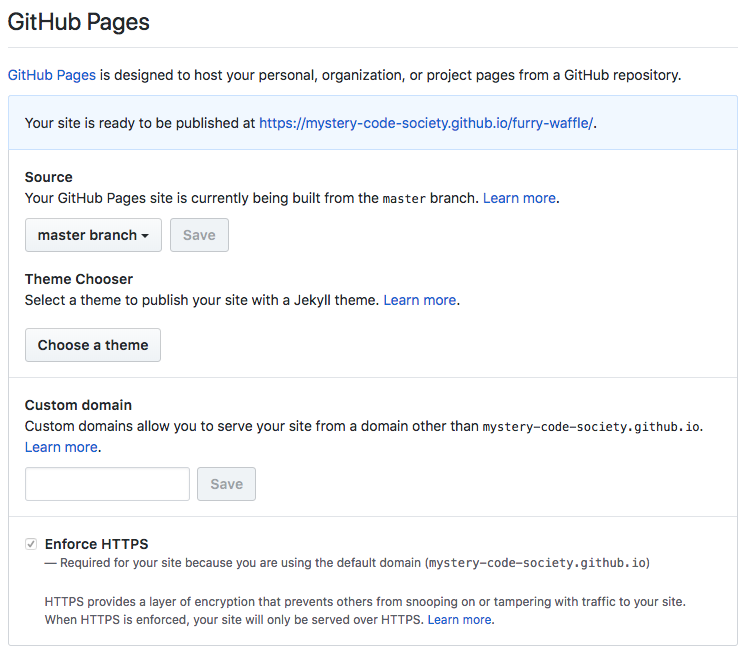 GitHub Pages
GitHub Pages is designed to host your personal, organization, or project pages from a GitHub repository.
Your site is ready to be published at https://mystery-code-society.github.io/furry-waffle/.
Source
Your GitHub Pages site is currently being built from the master branch. Learn more.
master branch Save
Theme Chooser
Select a theme to publish your site with a Jekyll theme. Learn more.
Choose a theme
Custom domain
Custom domains allow you to serve your site from a domain other than mystery-code-society.github.io.
Learn more.
Save
Enforce HTTPS
— Required for your site because you are using the default domain (mystery-code-society.github.io)
HTTPS provides a layer of encryption that prevents others from snooping on or tampering with traffic to your site.
When HTTPS is enforced, your site will only be served over HTTPS. Learn more.